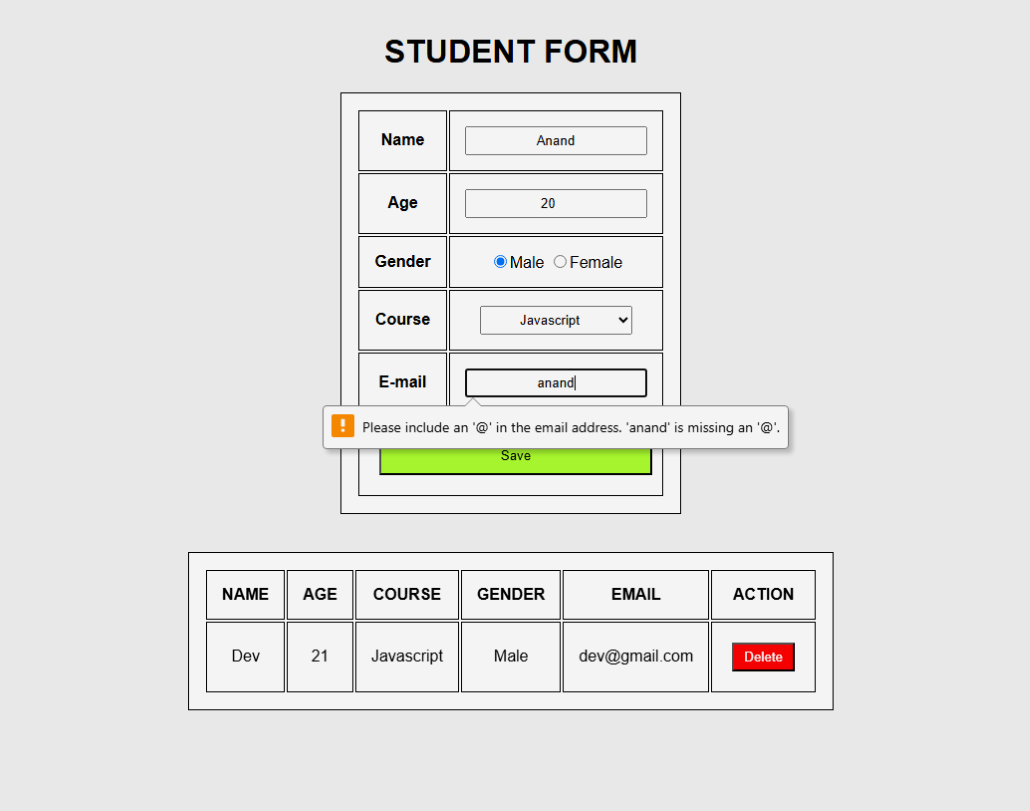 STUDENT FORM
Name Anand
Age 20
Gender Male Female
Course Javascript
E-mail anand
Please include an '@' in the email address. 'anand' is missing an '@'.
Save
NAME AGE COURSE GENDER EMAIL ACTION
Dev 21 Javascript Male dev@gmail.com Delete